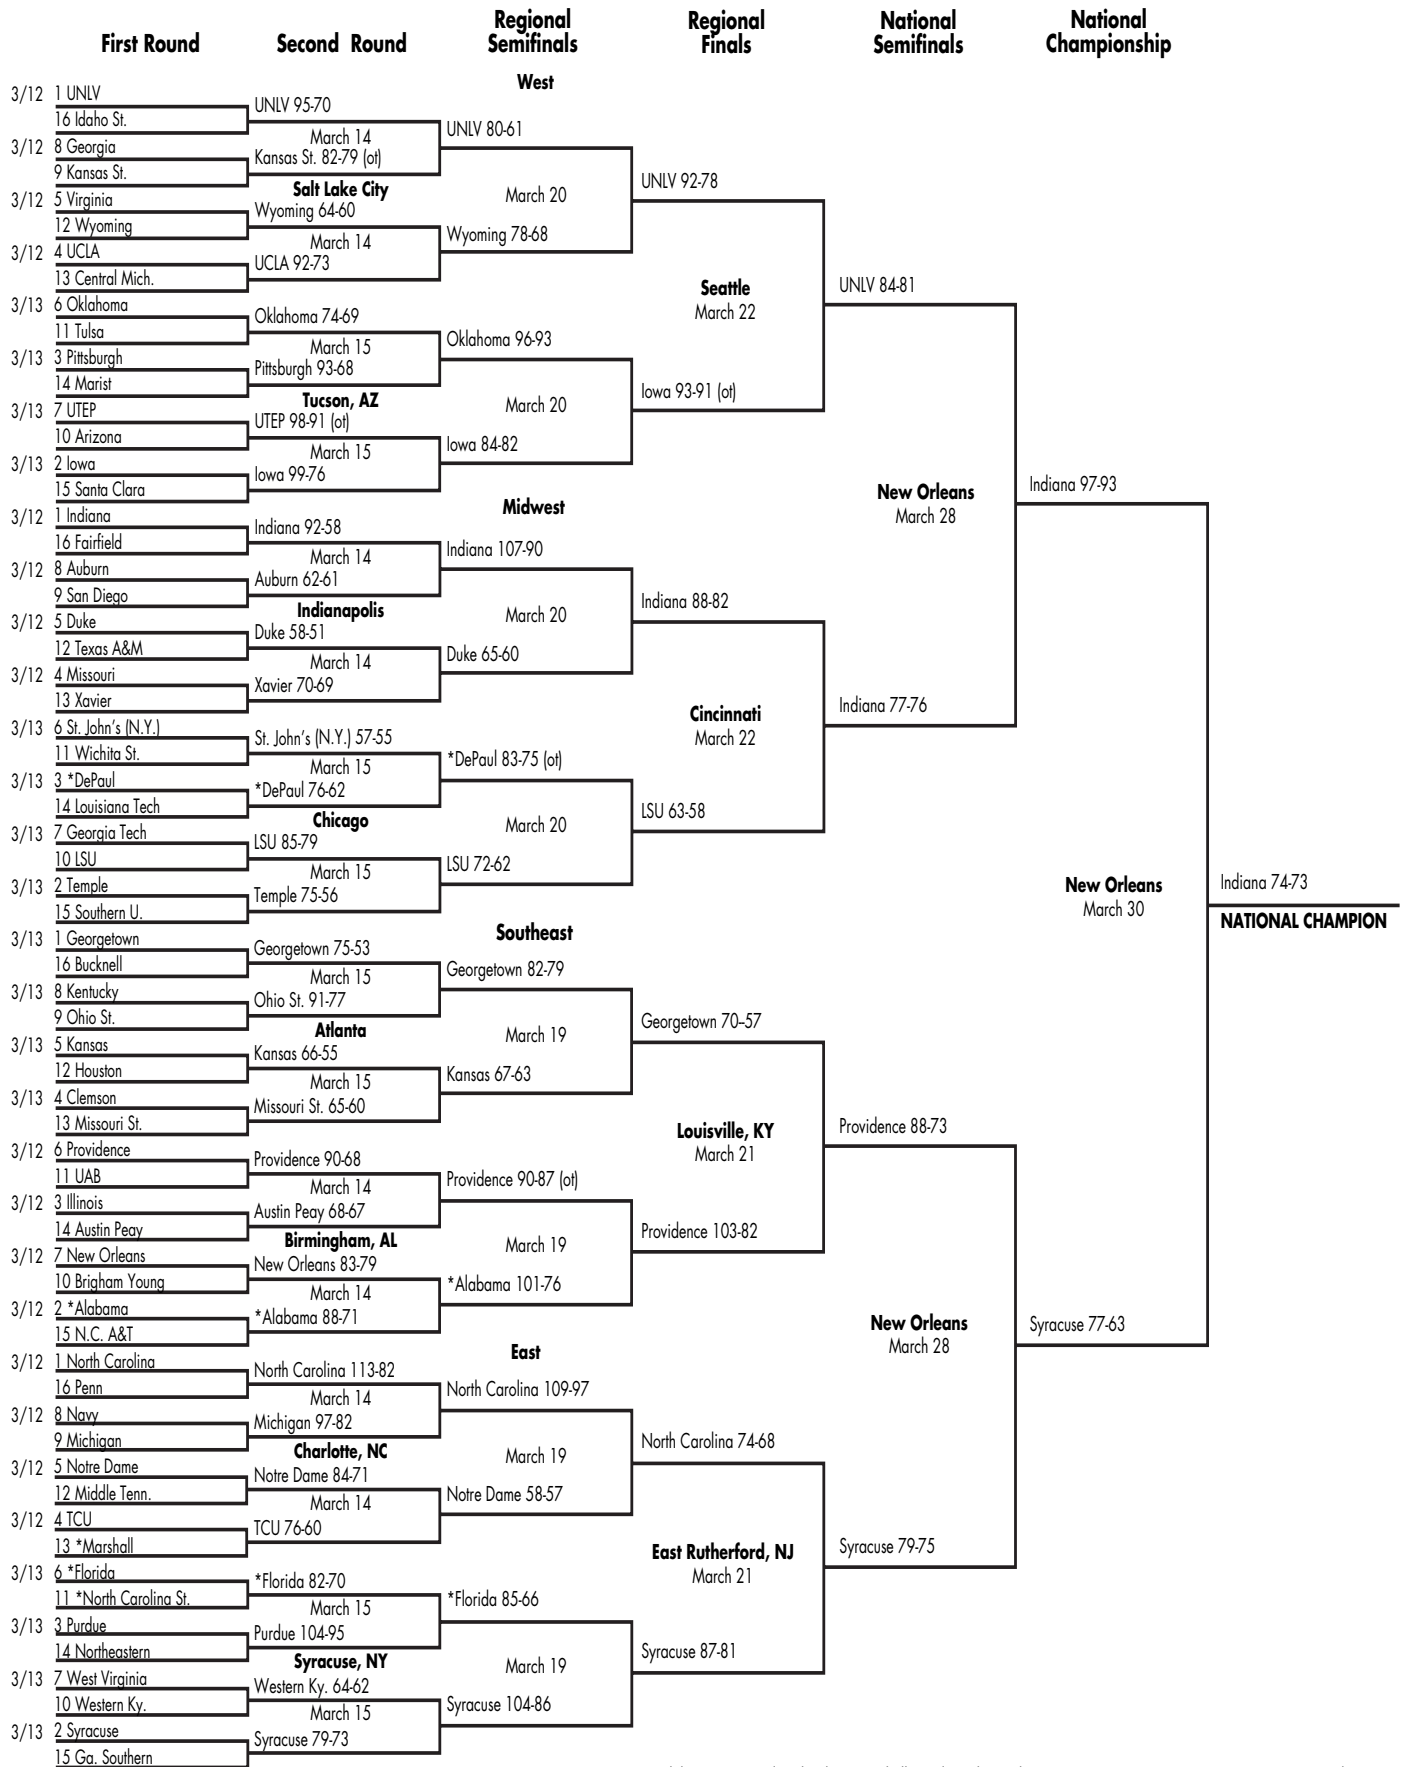 First Round
Second Round
Regional
Semifinals
Regional
Finals
National
Semifinals
National
Championship
West
3/12 1 UNLV
16 Idaho St.
3/12 8 Georgia
9 Kansas St.
3/12 5 Virginia
12 Wyoming
3/12 4 UCLA
13 Central Mich.
3/13 6 Oklahoma
11 Tulsa
3/13 3 Pittsburgh
14 Marist
3/13 7 UTEP
10 Arizona
3/13 2 Iowa
15 Santa Clara
UNLV 95-70
March 14
Kansas St. 82-79 (ot)
Salt Lake City
Wyoming 64-60
March 14
UCLA 92-73
Oklahoma 74-69
March 15
Pittsburgh 93-68
Tucson, AZ
UTEP 98-91 (ot)
March 15
Iowa 99-76
UNLV 80-61
March 20
Wyoming 78-68
Oklahoma 96-93
March 20
Iowa 84-82
UNLV 92-78
Seattle
March 22
Iowa 93-91 (ot)
UNLV 84-81
Midwest
3/12 1 Indiana
16 Fairfield
3/12 8 Auburn
9 San Diego
3/12 5 Duke
12 Texas A&M
3/12 4 Missouri
13 Xavier
3/13 6 St. John's (N.Y.)
11 Wichita St.
3/13 3 *DePaul
14 Louisiana Tech
3/13 7 Georgia Tech
10 LSU
3/13 2 Temple
15 Southern U.
Indiana 92-58
March 14
Auburn 62-61
Indianapolis
Duke 58-51
March 14
Xavier 70-69
St. John's (N.Y.) 57-55
March 15
*DePaul 76-62
Chicago
LSU 85-79
March 15
Temple 75-56
Indiana 107-90
March 20
Duke 65-60
*DePaul 83-75 (ot)
March 20
LSU 72-62
Indiana 88-82
Cincinnati
March 22
LSU 63-58
Indiana 77-76
New Orleans
March 28
Indiana 97-93
Southeast
3/13 1 Georgetown
16 Bucknell
3/13 8 Kentucky
9 Ohio St.
3/13 5 Kansas
12 Houston
3/13 4 Clemson
13 Missouri St.
3/12 6 Providence
11 UAB
3/12 3 Illinois
14 Austin Peay
3/12 7 New Orleans
10 Brigham Young
3/12 2 *Alabama
15 N.C. A&T
Georgetown 75-53
March 15
Ohio St. 91-77
Atlanta
Kansas 66-55
March 15
Missouri St. 65-60
Providence 90-68
March 14
Austin Peay 68-67
Birmingham, AL
New Orleans 83-79
March 14
*Alabama 88-71
Georgetown 82-79
March 19
Kansas 67-63
Providence 90-87 (ot)
March 19
*Alabama 101-76
Georgetown 70–57
Louisville, KY
March 21
Providence 103-82
Providence 88-73
East
3/12 1 North Carolina
16 Penn
3/12 8 Navy
9 Michigan
3/12 5 Notre Dame
12 Middle Tenn.
3/12 4 TCU
13 *Marshall
3/13 6 *Florida
11 *North Carolina St.
3/13 3 Purdue
14 Northeastern
3/13 7 West Virginia
10 Western Ky.
3/13 2 Syracuse
15 Ga. Southern
North Carolina 113-82
March 14
Michigan 97-82
Charlotte, NC
Notre Dame 84-71
March 14
TCU 76-60
*Florida 82-70
March 15
Purdue 104-95
Syracuse, NY
Western Ky. 64-62
March 15
Syracuse 79-73
North Carolina 109-97
March 19
Notre Dame 58-57
*Florida 85-66
March 19
Syracuse 104-86
North Carolina 74-68
East Rutherford, NJ
March 21
Syracuse 87-81
Syracuse 79-75
New Orleans
March 28
Syracuse 77-63
New Orleans
March 30
Indiana 74-73
NATIONAL CHAMPION